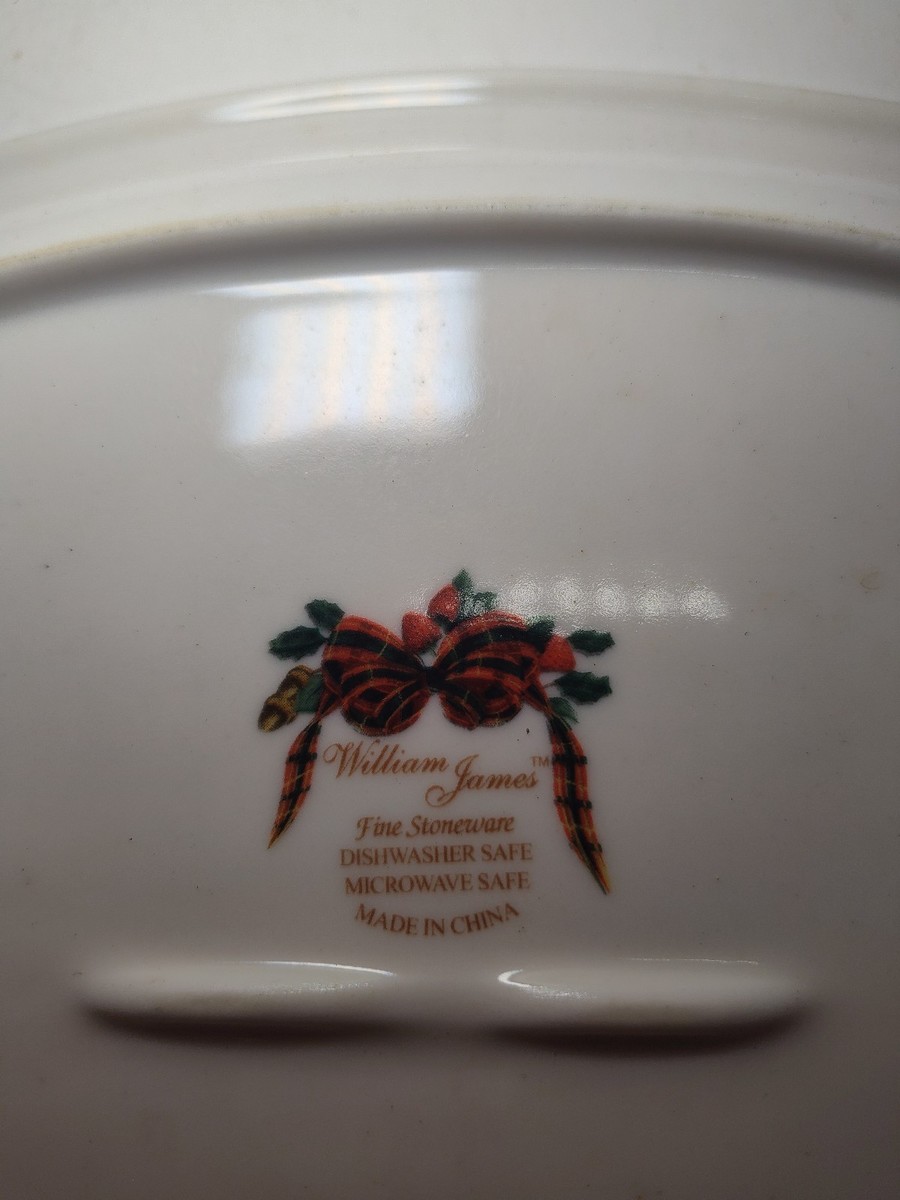 William James™
Fine Stoneware
DISHWASHER SAFE
MICROWAVE SAFE
MADE IN CHINA